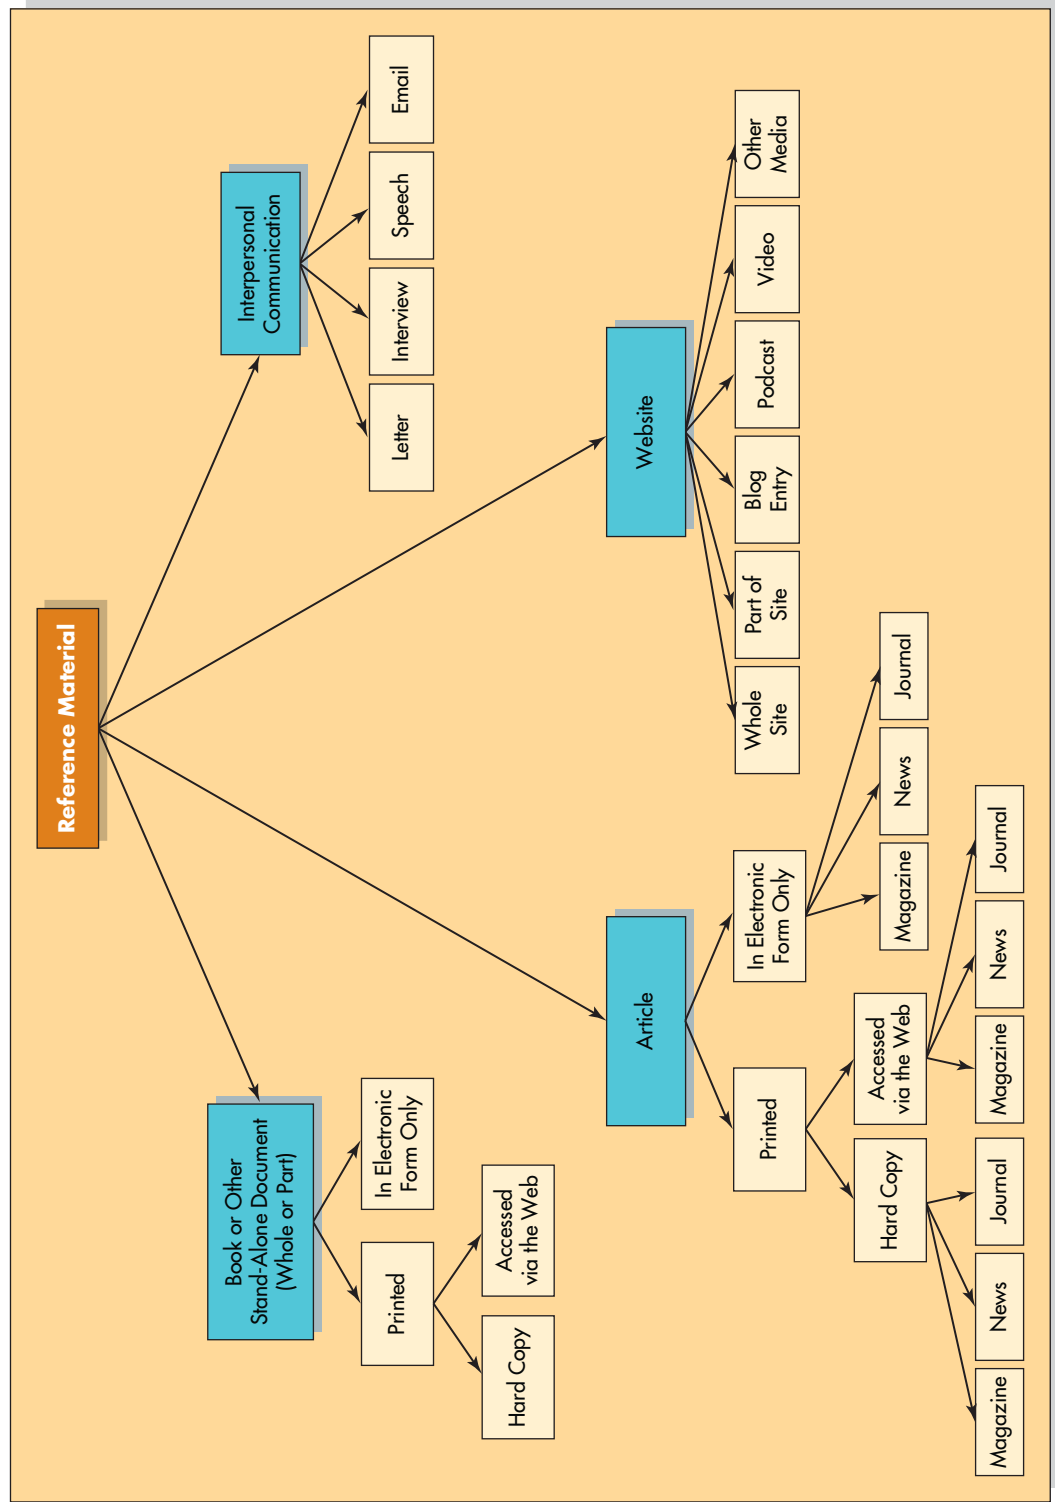 Reference Material
Book or Other
Stand-Alone Document
(Whole or Part)
Interpersonal
Communication
Printed
In Electronic
Form Only
Letter
Interview
Speech
Email
Hard Copy
Accessed
via the Web
Article
Website
Printed
In Electronic
Form Only
Whole
Site
Part of
Site
Blog
Entry
Podcast
Video
Other
Media
Hard Copy
Accessed
via the Web
Magazine
News
Journal
Magazine
News
Journal
Magazine
News
Journal